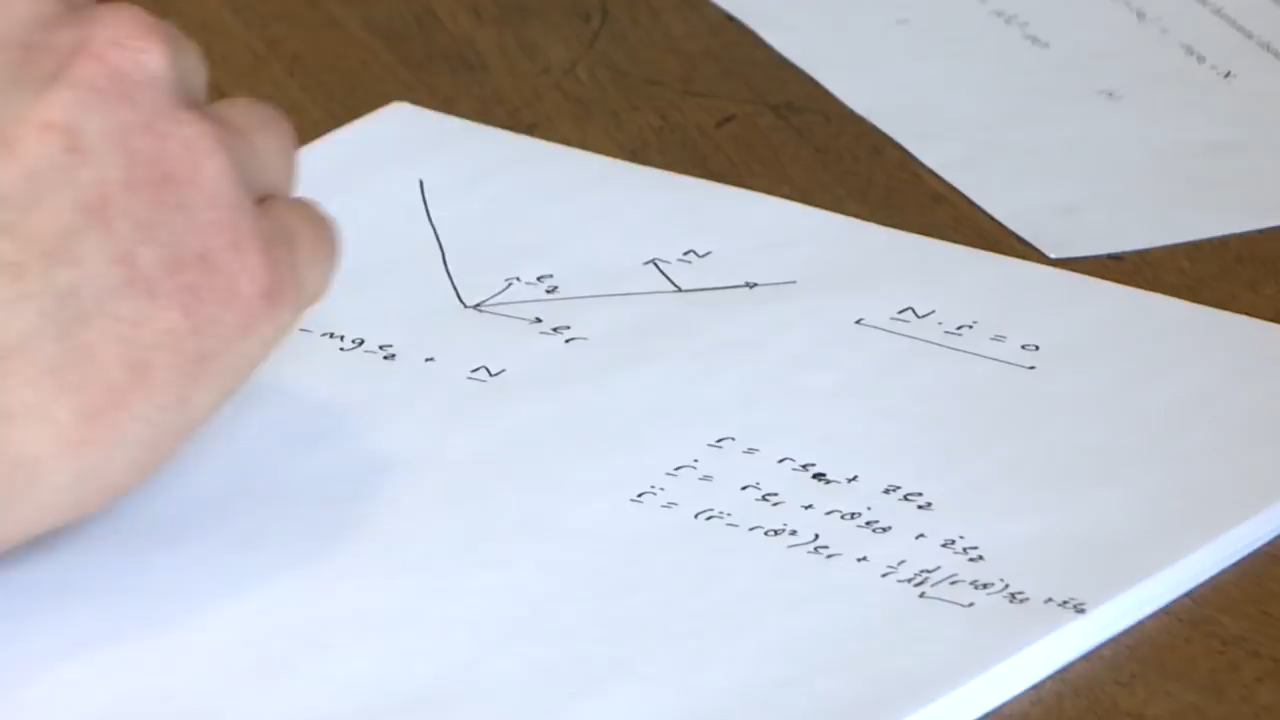 e_z
N
e_r
-mg e_z + N
N · ṙ = 0
r = r e_r + z e_z
ṙ = ṙ e_r + r θ̇ e_θ + ż e_z
r̈ = (r̈ - r θ̇²) e_r + 1/r d/dt (r² θ̇) e_θ + z̈ e_z